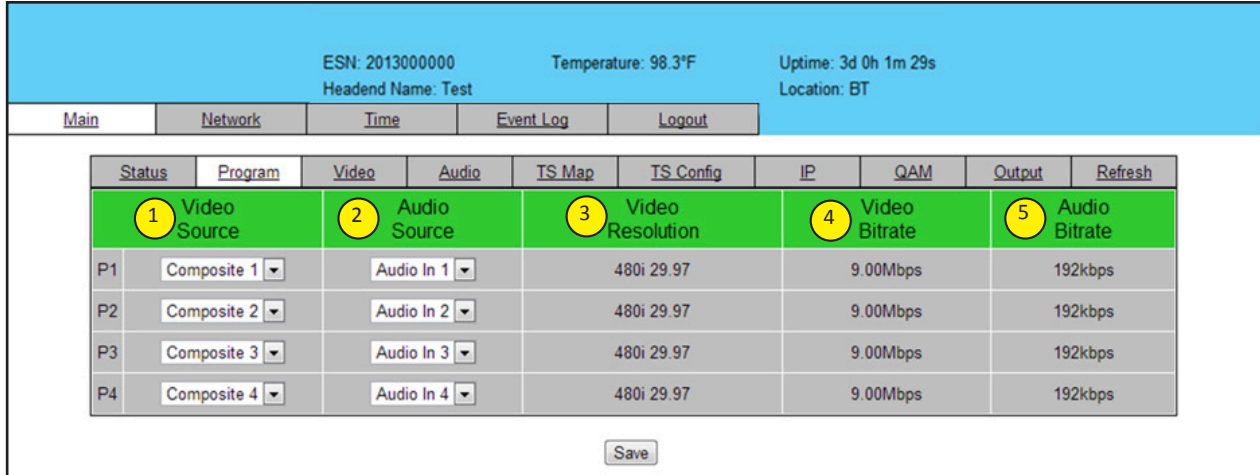 ESN: 2013000000 Temperature: 98.3°F Uptime: 3d 0h 1m 29s
Headend Name: Test Location: BT
Main Network Time Event Log Logout
Status Program Video Audio TS Map TS Config IP QAM Output Refresh
1 Video Source 2 Audio Source 3 Video Resolution 4 Video Bitrate 5 Audio Bitrate
P1 Composite 1 Audio In 1 480i 29.97 9.00Mbps 192kbps
P2 Composite 2 Audio In 2 480i 29.97 9.00Mbps 192kbps
P3 Composite 3 Audio In 3 480i 29.97 9.00Mbps 192kbps
P4 Composite 4 Audio In 4 480i 29.97 9.00Mbps 192kbps
Save